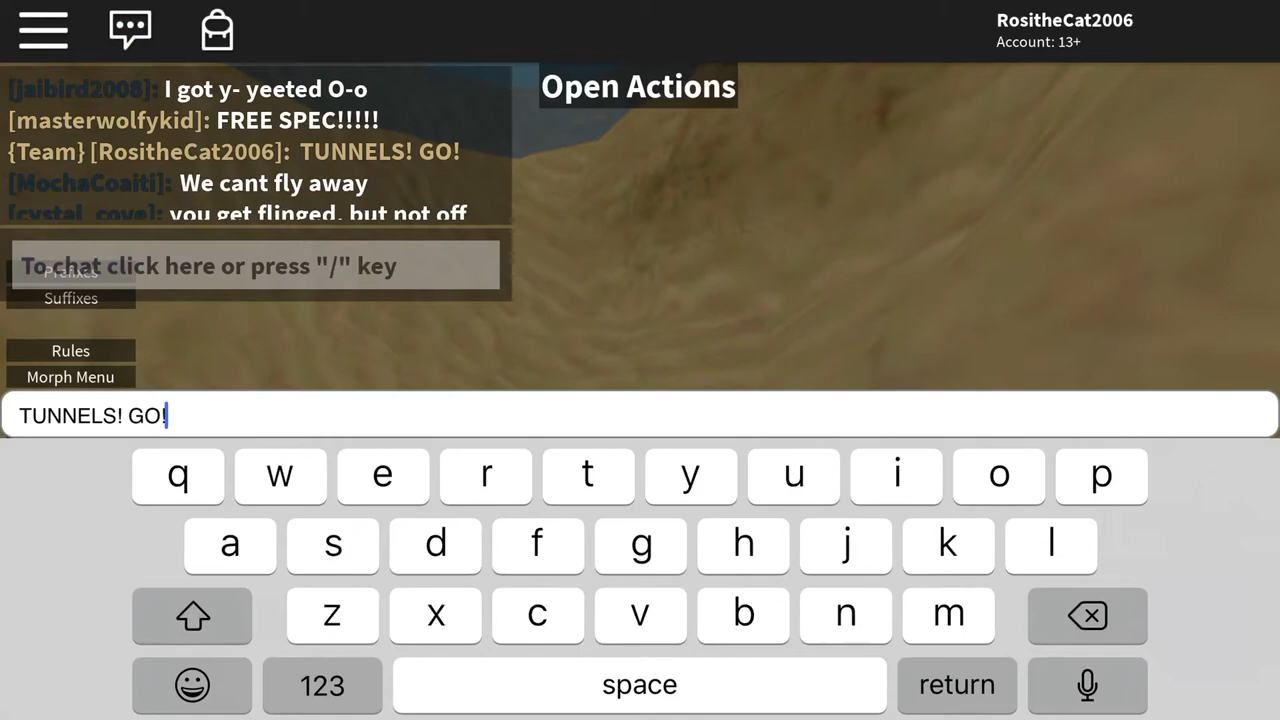 RositheCat2006
Account: 13+
Open Actions
[jaibird2008]: I got y- yeeted O-o
[masterwolfykid]: FREE SPEC!!!!!
{Team} [RositheCat2006]: TUNNELS! GO!
[MochaCoaiti]: We cant fly away
[crystal_cove]: you get flinged, but not off
To chat click here or press "/" key
Prefixes
Suffixes
Rules
Morph Menu
TUNNELS! GO!
q w e r t y u i o p
a s d f g h j k l
z x c v b n m
123 space return